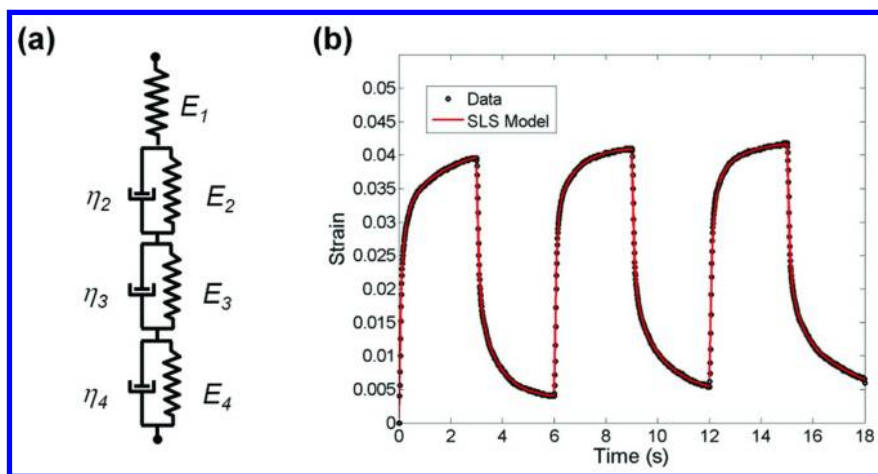 (a)
E1
η2
E2
η3
E3
η4
E4
(b)
0.05
0.045
0.04
0.035
0.03
0.025
0.02
0.015
0.01
0.005
0
Strain
Data
SLS Model
0 2 4 6 8 10 12 14 16 18
Time (s)